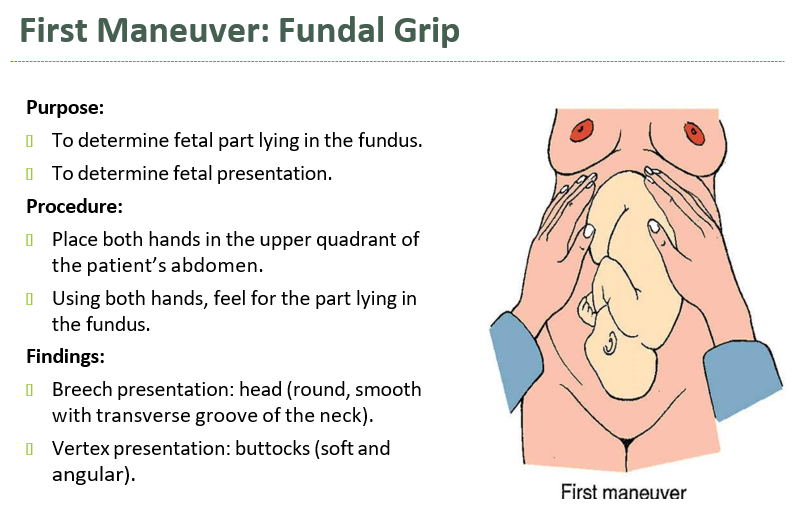 First Maneuver: Fundal Grip
Purpose:
To determine fetal part lying in the fundus.
To determine fetal presentation.
Procedure:
Place both hands in the upper quadrant of
the patient's abdomen.
Using both hands, feel for the part lying in
the fundus.
Findings:
Breech presentation: head (round, smooth
with transverse groove of the neck).
Vertex presentation: buttocks (soft and
angular).
First maneuver